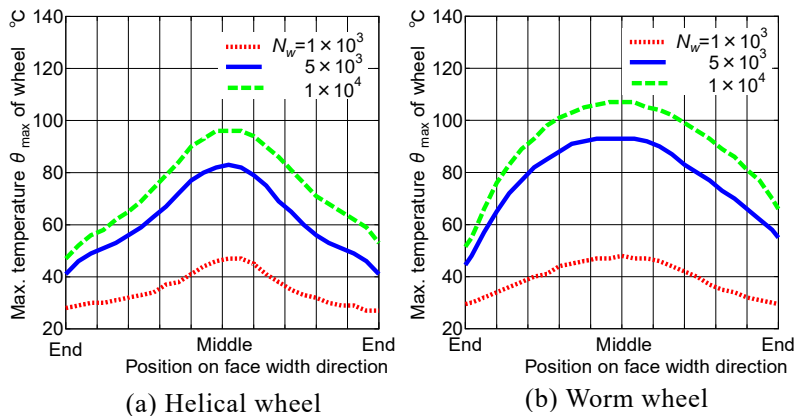 Max. temperature θmax of wheel °C
140
120
100
80
60
40
20
Nw=1 × 10³
5 × 10³
1 × 10⁴
End
Middle
End
Position on face width direction
(a) Helical wheel
Max. temperature θmax of wheel °C
140
120
100
80
60
40
20
Nw=1 × 10³
5 × 10³
1 × 10⁴
End
Middle
End
Position on face width direction
(b) Worm wheel